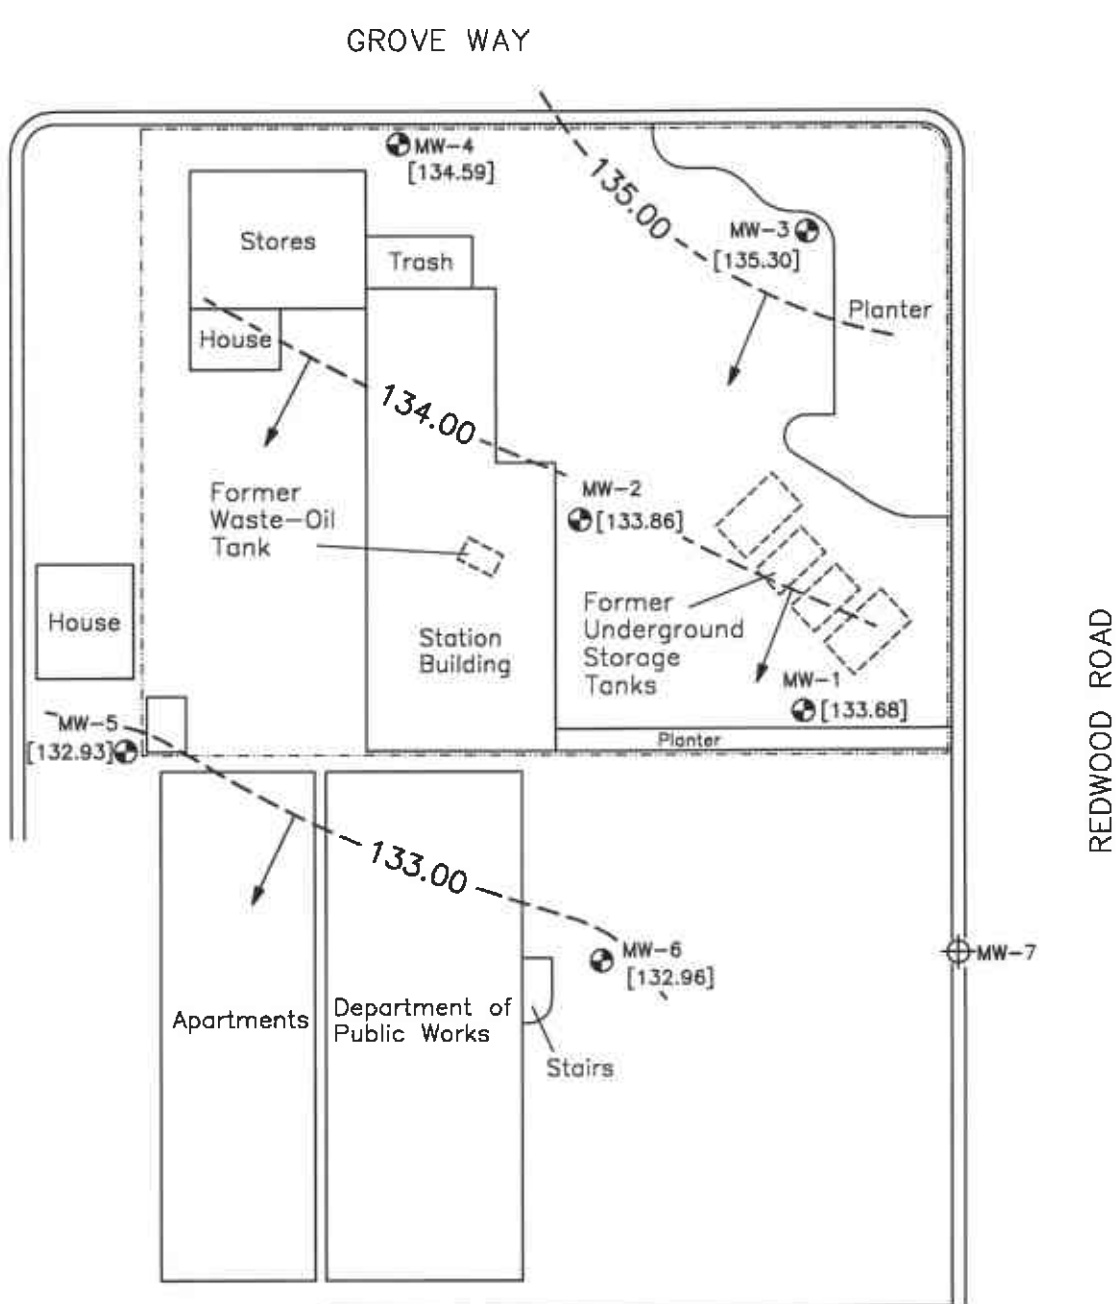 GROVE WAY
MW-4
[134.59]
135.00
Stores
MW-3
[135.30]
Trash
Planter
House
134.00
MW-2
[133.86]
Former
Waste-Oil
Tank
Former
Underground
Storage
Tanks
House
Station
Building
MW-1
[133.68]
REDWOOD ROAD
MW-5
[132.93]
Planter
133.00
MW-6
[132.96]
MW-7
Apartments
Department of
Public Works
Stairs